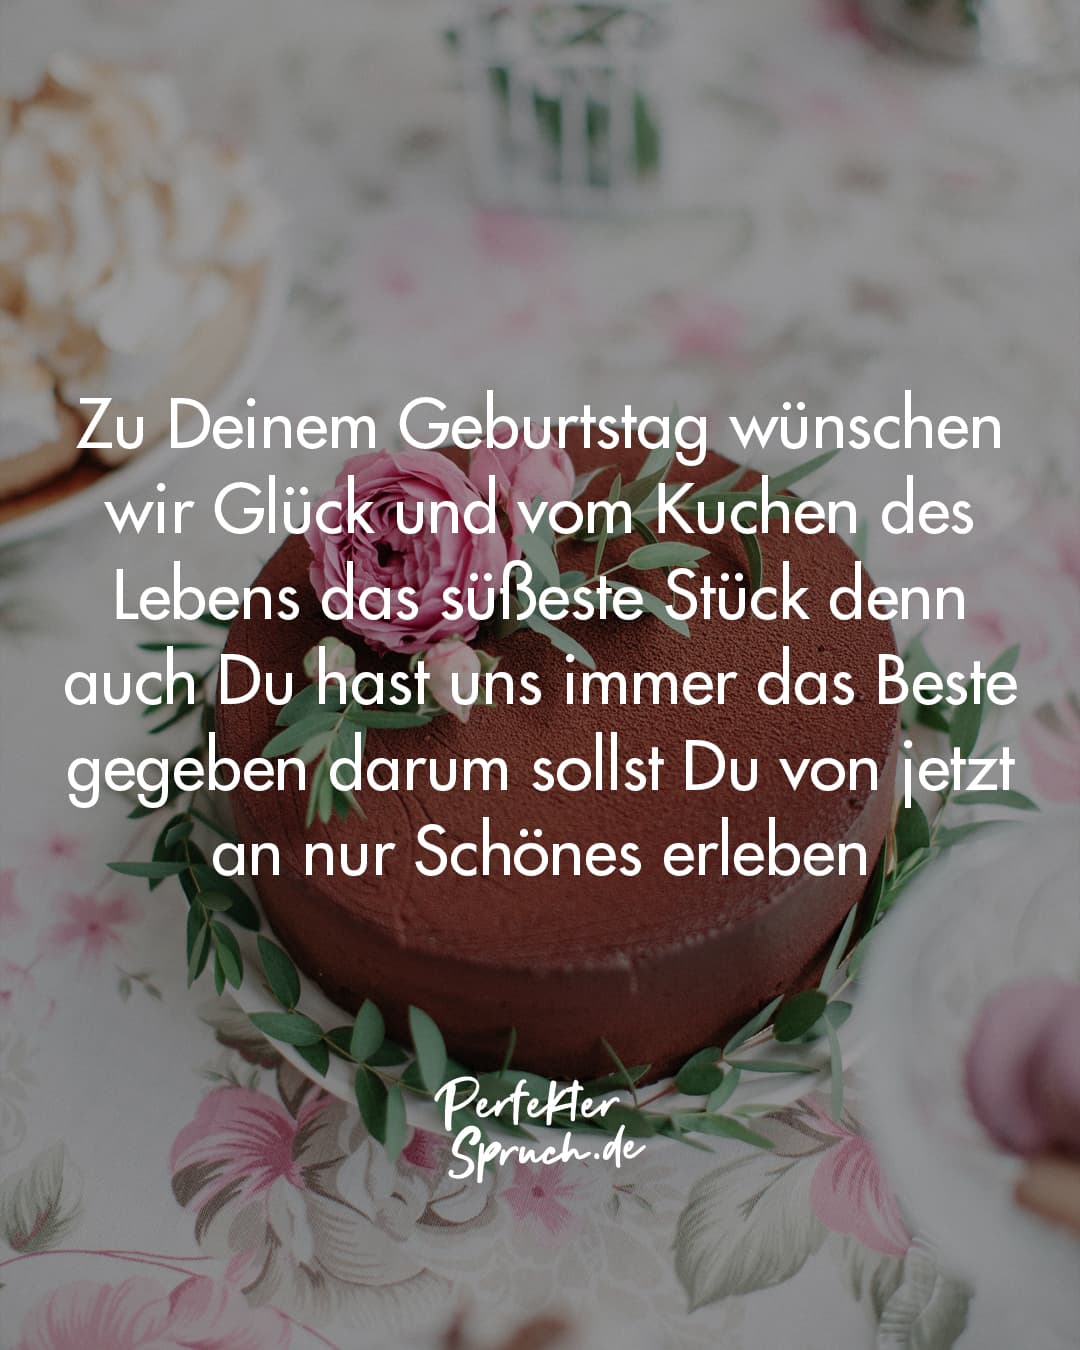 Zu Deinem Geburtstag wünschen
wir Glück und vom Kuchen des
Lebens das süßeste Stück denn
auch Du hast uns immer das Beste
gegeben darum sollst Du von jetzt
an nur Schönes erleben
Perfekter
Spruch.de